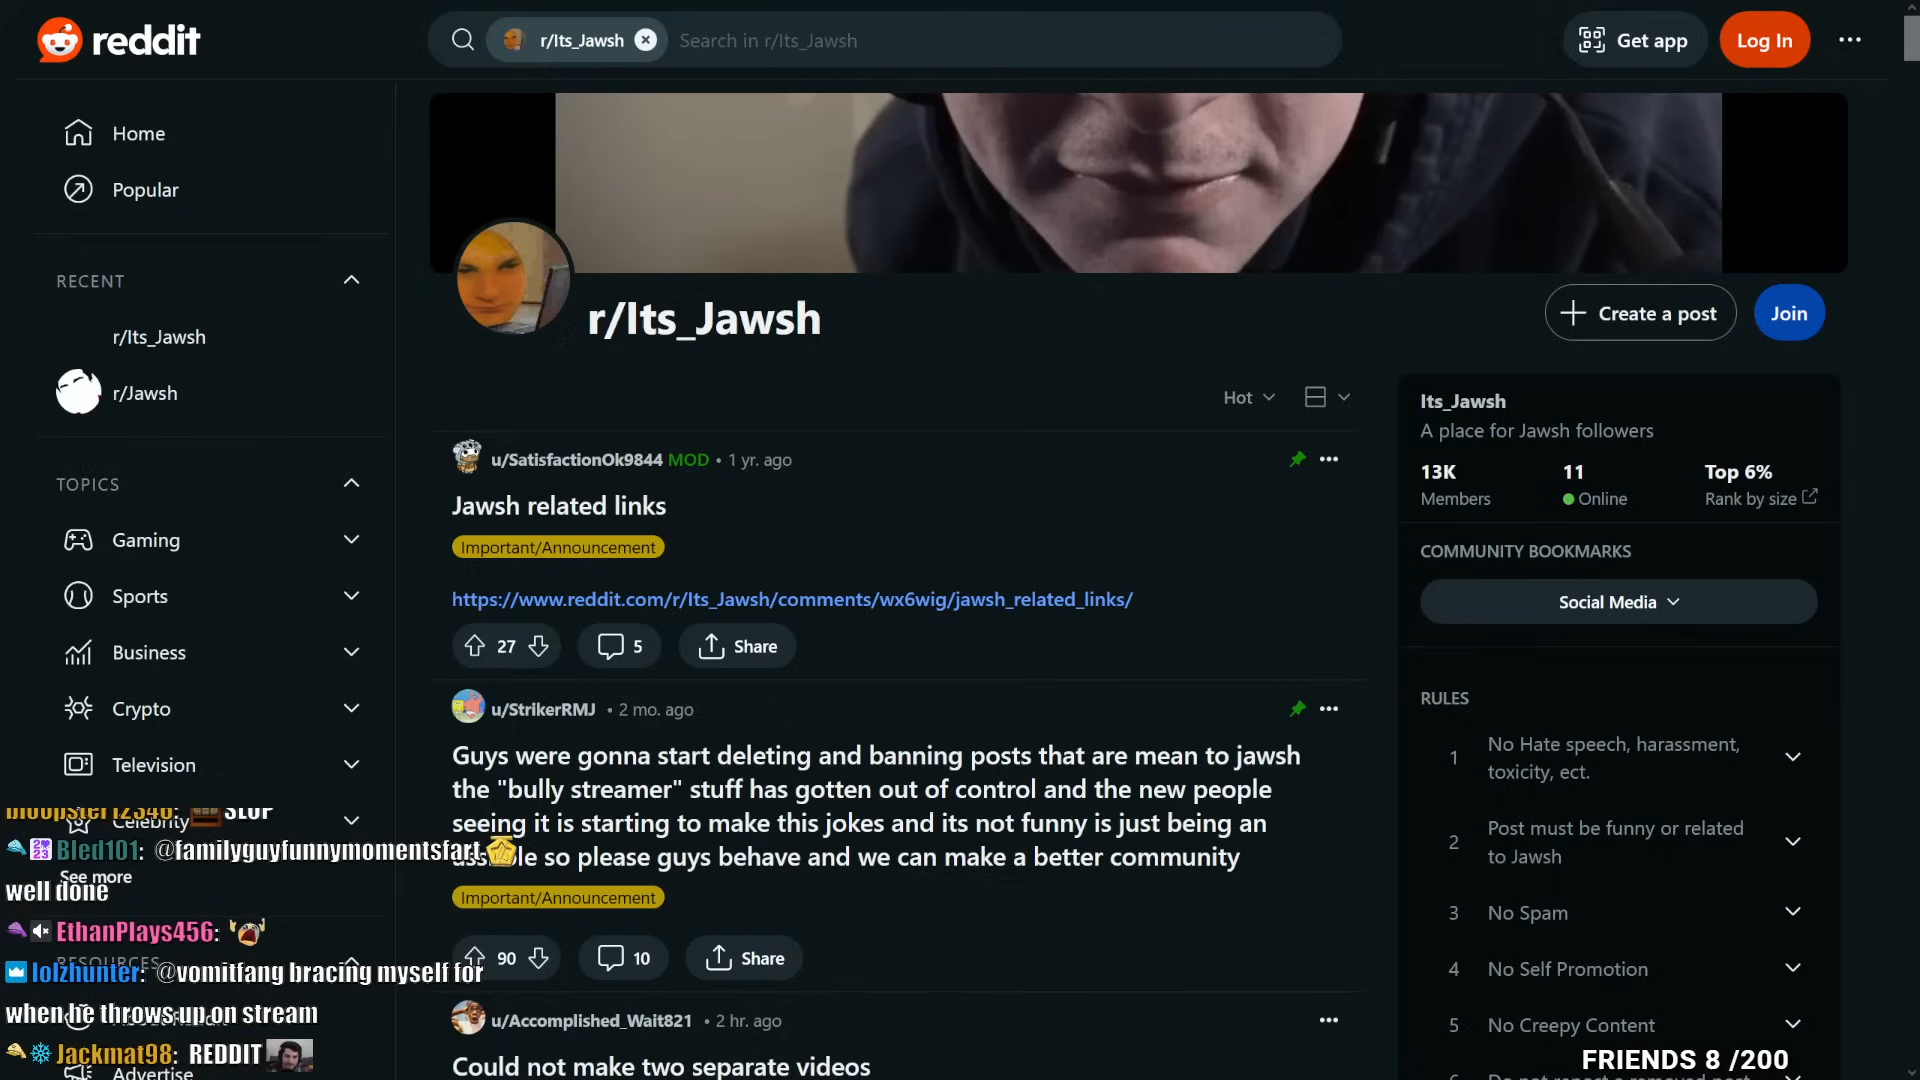 reddit
r/Its_Jawsh
Search in r/Its_Jawsh
Get app
Log In
Home
Popular
RECENT
r/Its_Jawsh
r/Jawsh
TOPICS
Gaming
Sports
Business
Crypto
Television
Celebrity
See more
RESOURCES
Advertise
r/Its_Jawsh
Create a post
Join
Hot
u/SatisfactionOk9844 MOD • 1 yr. ago
Jawsh related links
Important/Announcement
https://www.reddit.com/r/Its_Jawsh/comments/wx6wig/jawsh_related_links/
27
5
Share
u/StrikerRMJ • 2 mo. ago
Guys were gonna start deleting and banning posts that are mean to jawsh
the "bully streamer" stuff has gotten out of control and the new people
seeing it is starting to make this jokes and its not funny is just being an
so please guys behave and we can make a better community
Important/Announcement
90
10
Share
u/Accomplished_Wait821 • 2 hr. ago
Could not make two separate videos
Its_Jawsh
A place for Jawsh followers
13K
Members
11
Online
Top 6%
Rank by size
COMMUNITY BOOKMARKS
Social Media
RULES
1
No Hate speech, harassment,
toxicity, ect.
2
Post must be funny or related
to Jawsh
3
No Spam
4
No Self Promotion
5
No Creepy Content
SLOP
Bled101: @familyguyfunnymomentsfart
well done
EthanPlays456:
lolzhunter: @vomitfang bracing myself for
when he throws up on stream
Jackmat98: REDDIT
FRIENDS 8 /200